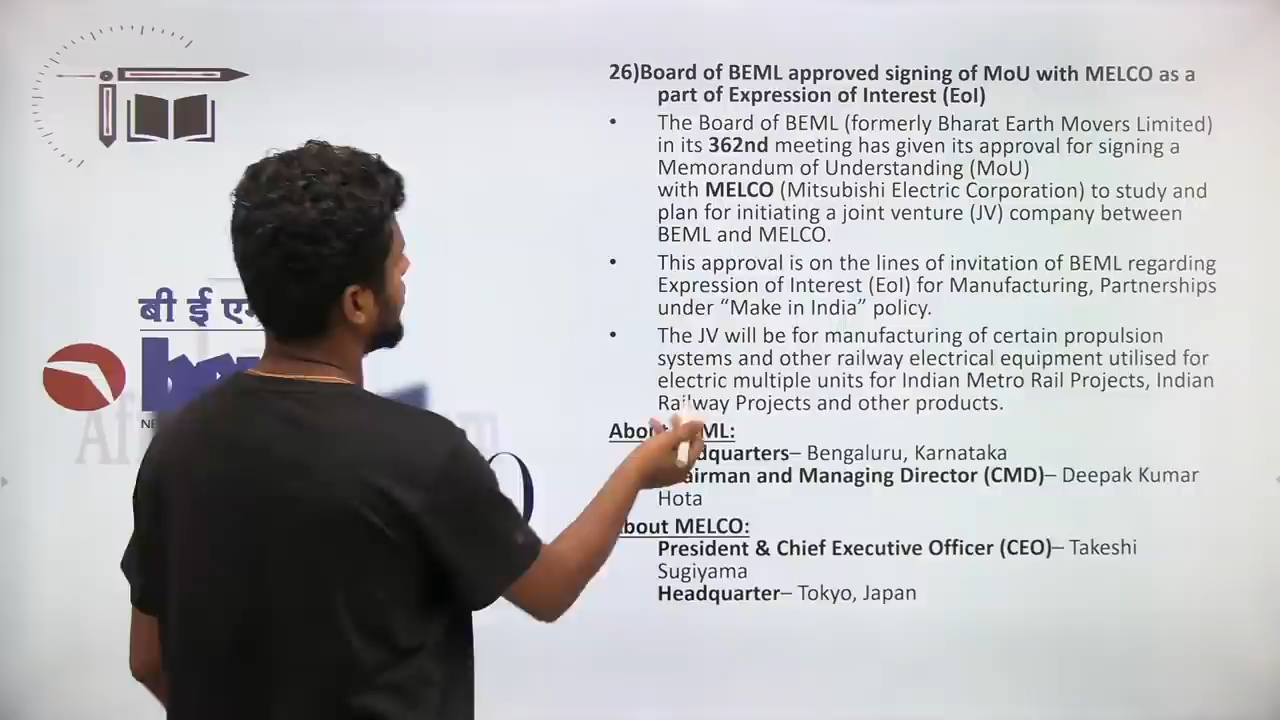 26)Board of BEML approved signing of MoU with MELCO as a
part of Expression of Interest (EoI)
• The Board of BEML (formerly Bharat Earth Movers Limited)
in its 362nd meeting has given its approval for signing a
Memorandum of Understanding (MoU)
with MELCO (Mitsubishi Electric Corporation) to study and
plan for initiating a joint venture (JV) company between
BEML and MELCO.
• This approval is on the lines of invitation of BEML regarding
Expression of Interest (EoI) for Manufacturing, Partnerships
under “Make in India” policy.
• The JV will be for manufacturing of certain propulsion
systems and other railway electrical equipment utilised for
electric multiple units for Indian Metro Rail Projects, Indian
Railway Projects and other products.
About BEML:
Headquarters– Bengaluru, Karnataka
Chairman and Managing Director (CMD)– Deepak Kumar
Hota
About MELCO:
President & Chief Executive Officer (CEO)– Takeshi
Sugiyama
Headquarter– Tokyo, Japan
बी ई